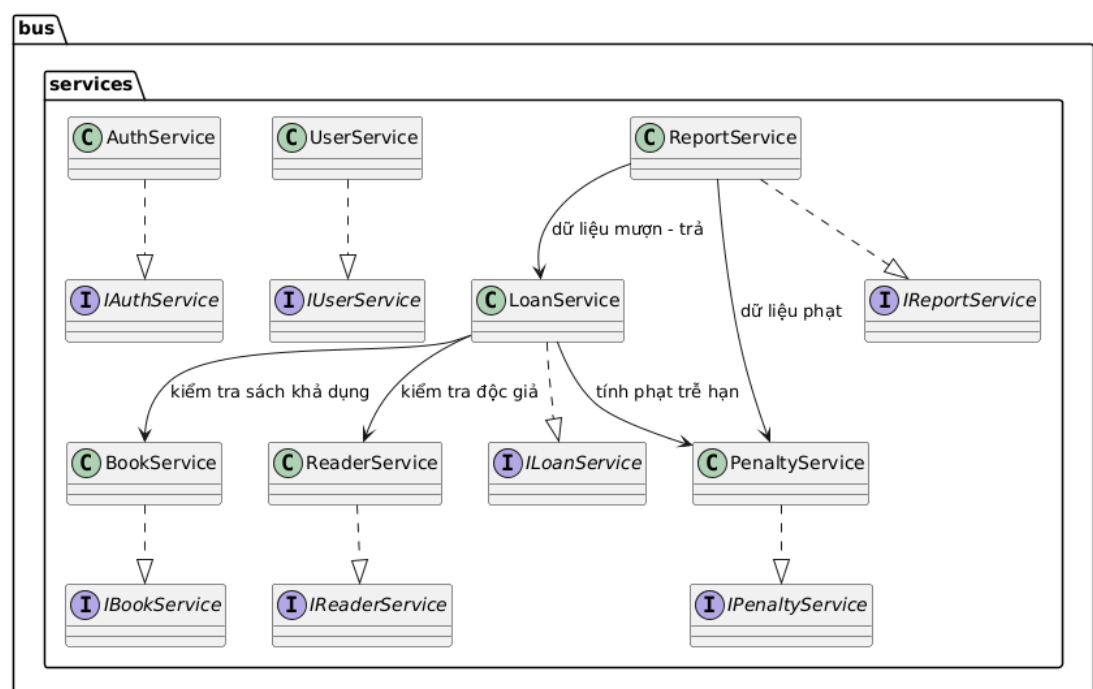 bus
services
C AuthService
C UserService
C ReportService
dữ liệu mượn - trả
I IAuthService
I IUserService
C LoanService
I IReportService
dữ liệu phạt
kiểm tra sách khả dụng
kiểm tra độc giả
tính phạt trễ hạn
C BookService
C ReaderService
I ILoanService
C PenaltyService
I IBookService
I IReaderService
I IPenaltyService